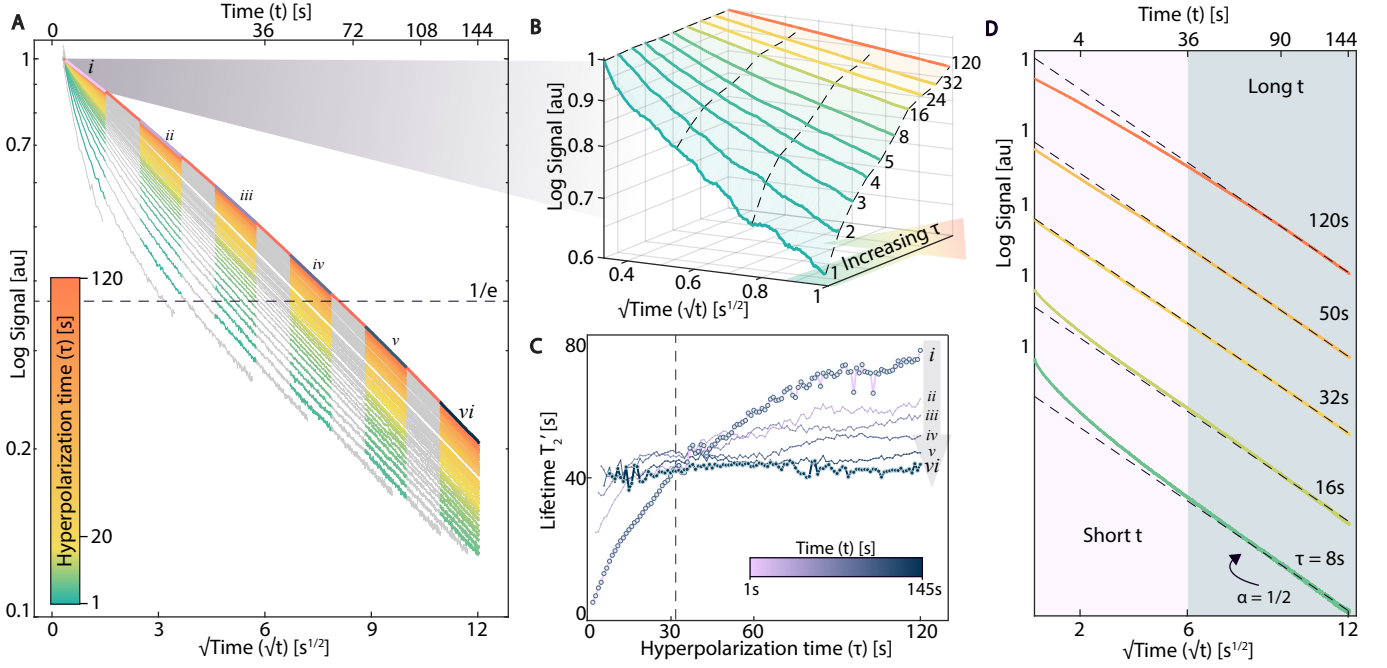 A
Time (t) [s]
0 36 72 108 144
Log Signal [au]
1
0.7
0.2
0.1
i
ii
iii
iv
v
vi
1/e
Hyperpolarization time (τ) [s]
120
20
1
0 3 6 9 12
√Time (√t) [s1/2]
B
Log Signal [au]
1
0.9
0.8
0.7
0.6
120
32
24
16
8
5
4
3
2
1
Increasing τ
0.4 0.6 0.8 1
√Time (√t) [s1/2]
C
Lifetime T2′ [s]
80
40
0
i
ii
iii
iv
v
vi
Time (t) [s]
1s 145s
0 30 60 90 120
Hyperpolarization time (τ) [s]
D
Time (t) [s]
4 36 90 144
Log Signal [au]
1
1
1
1
1
Long t
120s
50s
32s
16s
τ = 8s
Short t
α = 1/2
2 6 12
√Time (√t) [s1/2]